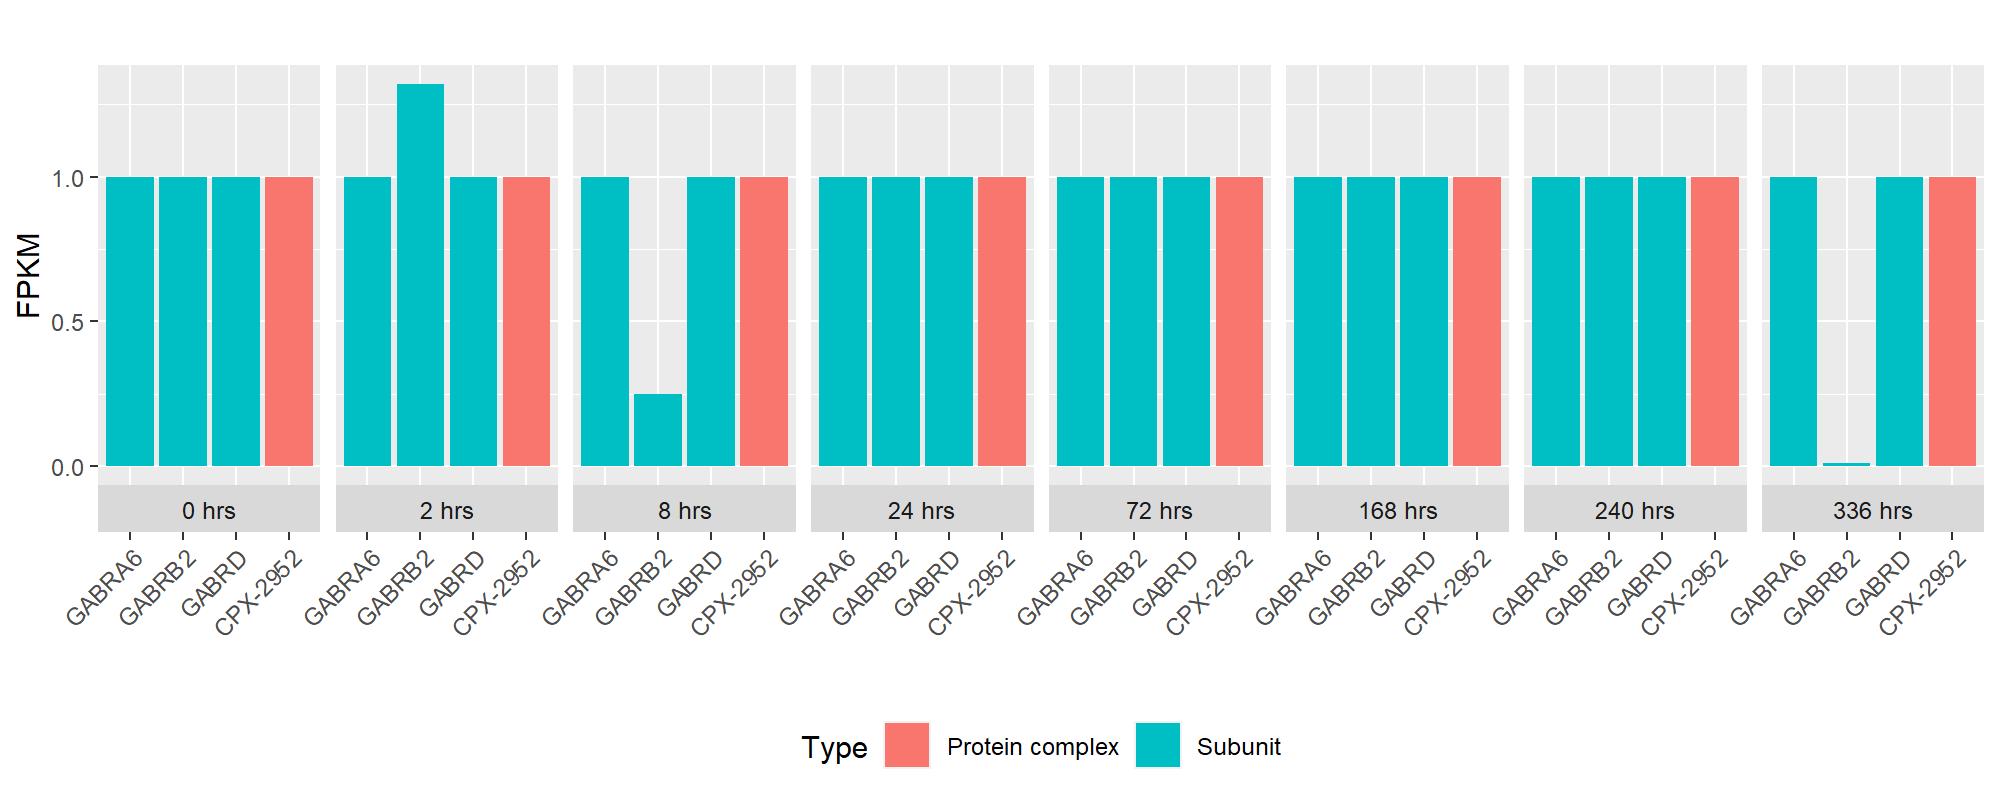 FPKM
1.0
0.5
0.0
0 hrs 2 hrs 8 hrs 24 hrs 72 hrs 168 hrs 240 hrs 336 hrs
GABRA6 GABRB2 GABRD CPX-2952 GABRA6 GABRB2 GABRD CPX-2952 GABRA6 GABRB2 GABRD CPX-2952 GABRA6 GABRB2 GABRD CPX-2952 GABRA6 GABRB2 GABRD CPX-2952 GABRA6 GABRB2 GABRD CPX-2952 GABRA6 GABRB2 GABRD CPX-2952 GABRA6 GABRB2 GABRD CPX-2952
Type Protein complex Subunit